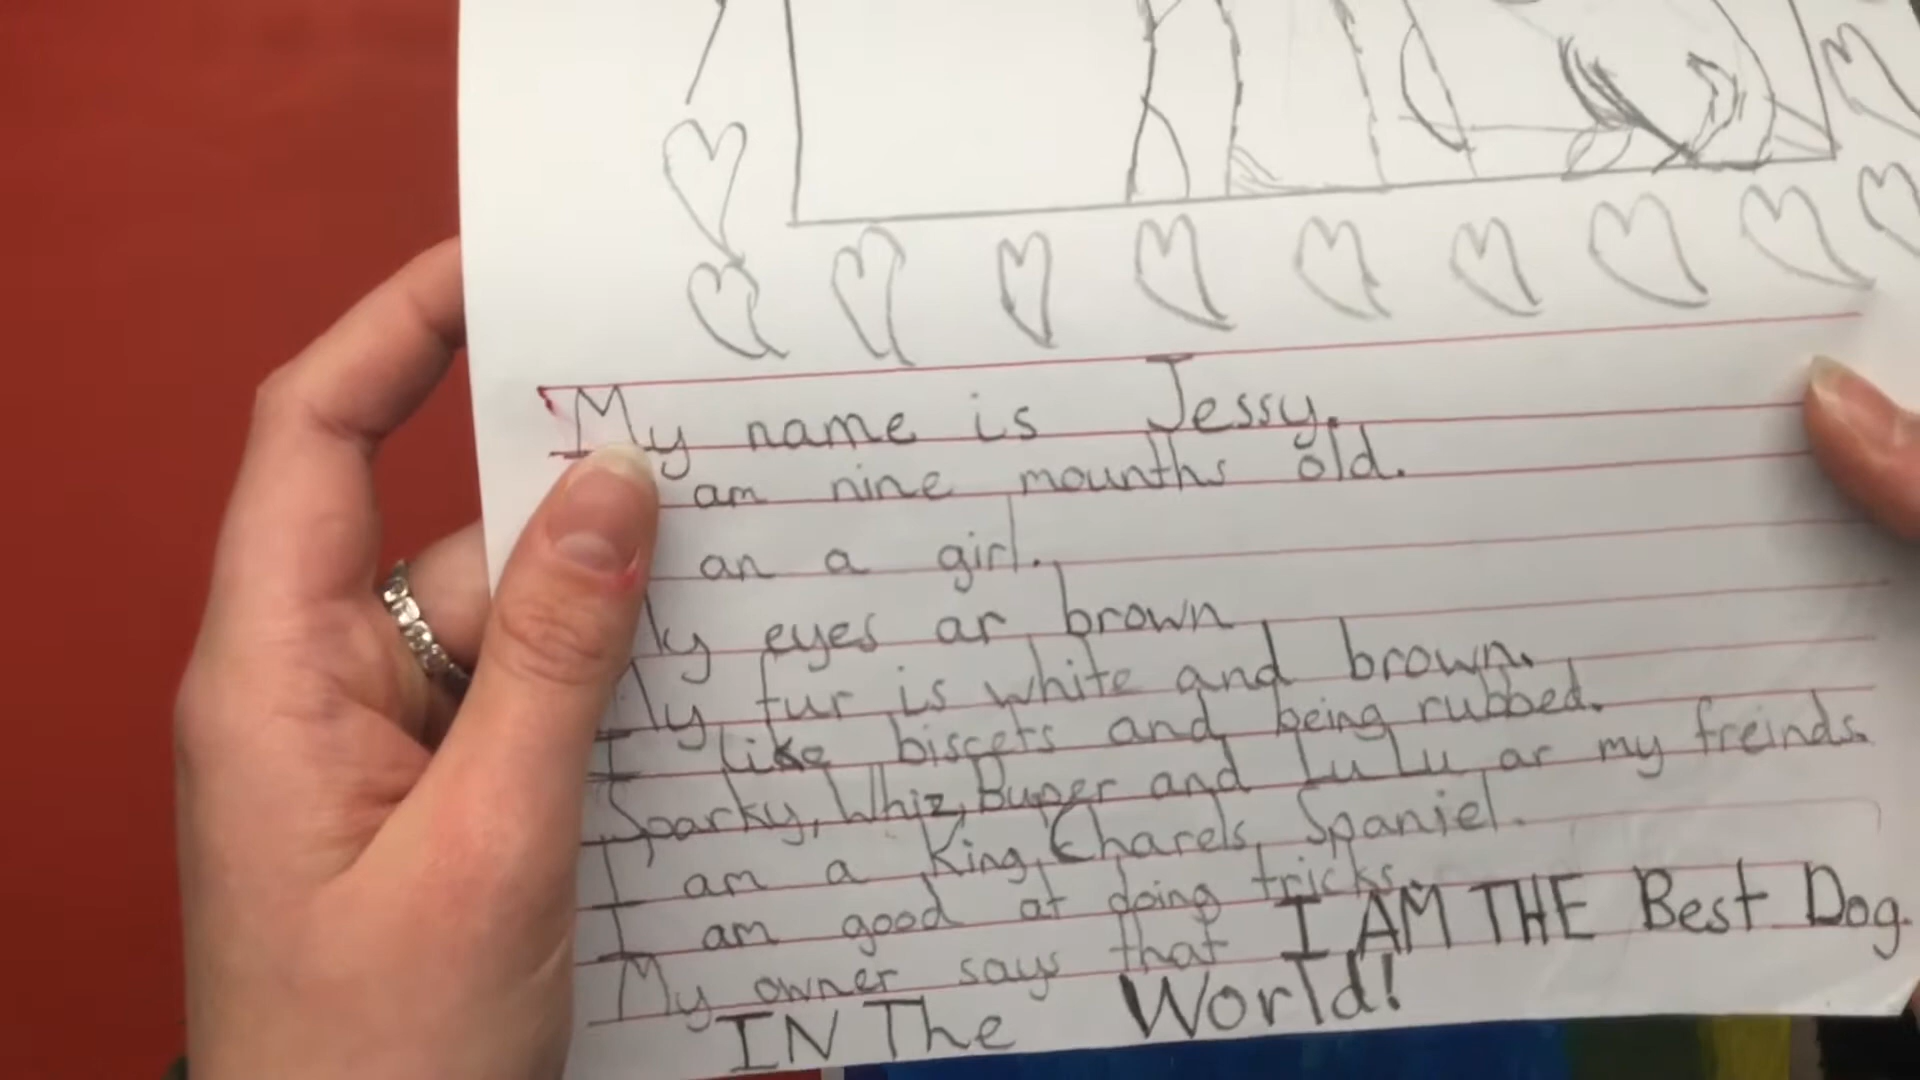 My name is Jessy.
am nine mounths old.
an a girl.
My eyes ar brown
My fur is white and brown.
I like biscets and being rubbed.
Sparky, Whiz, Buper and LuLu ar my freinds.
I am a King Charels Spaniel.
I am good at doing tricks.
My owner says that I AM THE Best Dog.
IN The World!